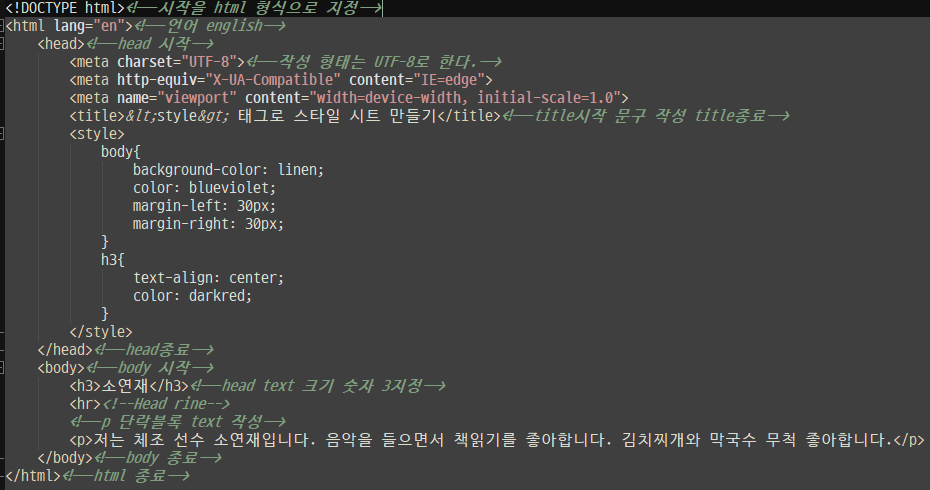 <!DOCTYPE html><!--시작을 html 형식으로 지정-->
<html lang="en"><!--언어 english-->
<head><!--head 시작-->
<meta charset="UTF-8"><!--작성 형태는 UTF-8로 한다.-->
<meta http-equiv="X-UA-Compatible" content="IE=edge">
<meta name="viewport" content="width=device-width, initial-scale=1.0">
<title>&lt;style&gt; 태그로 스타일 시트 만들기</title><!--title시작 문구 작성 title종료-->
<style>
body{
background-color: linen;
color: blueviolet;
margin-left: 30px;
margin-right: 30px;
}
h3{
text-align: center;
color: darkred;
}
</style>
</head><!--head종료-->
<body><!--body 시작-->
<h3>소연재</h3><!--head text 크기 숫자 3지정-->
<hr><!--Head rine-->
<!--p 단락블록 text 작성-->
<p>저는 체조 선수 소연재입니다. 음악을 들으면서 책읽기를 좋아합니다. 김치찌개와 막국수 무척 좋아합니다.</p>
</body><!--body 종료-->
</html><!--html 종료-->